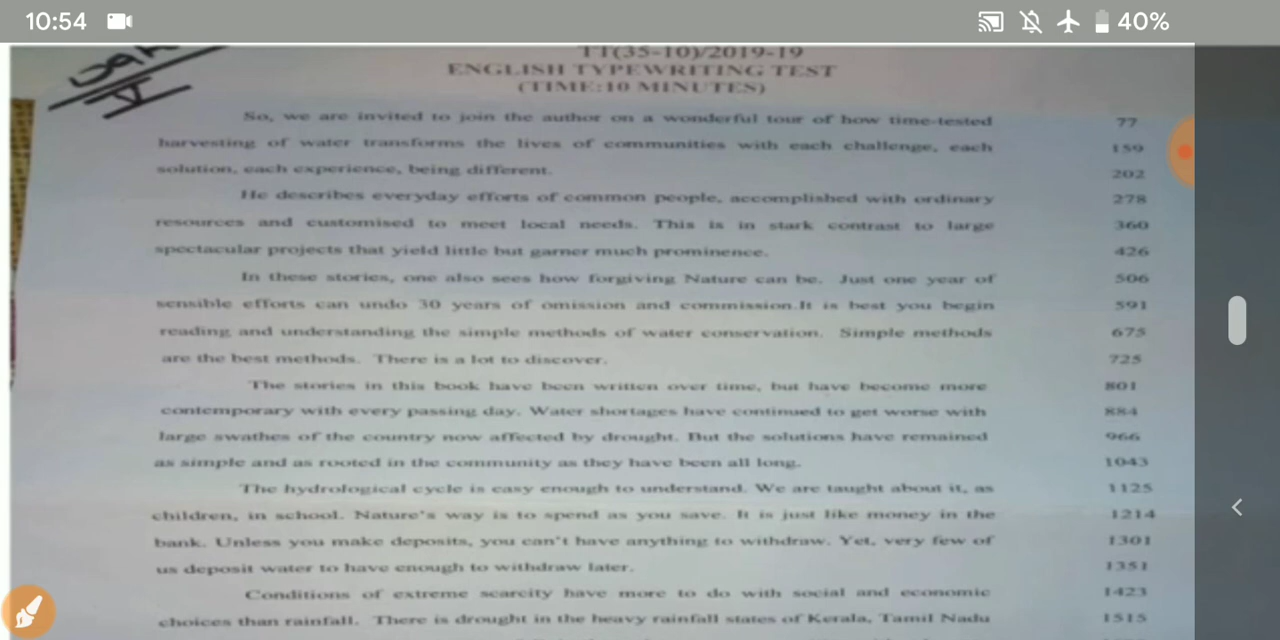 10:54
40%
TT(35-10)/2019-19
ENGLISH TYPEWRITING TEST
(TIME:10 MINUTES)
So, we are invited to join the author on a wonderful tour of how time-tested 77
harvesting of water transforms the lives of communities with each challenge, each 159
solution, each experience, being different. 202
He describes everyday efforts of common people, accomplished with ordinary 278
resources and customised to meet local needs. This is in stark contrast to large 360
spectacular projects that yield little but garner much prominence. 426
In these stories, one also sees how forgiving Nature can be. Just one year of 506
sensible efforts can undo 30 years of omission and commission.It is best you begin 591
reading and understanding the simple methods of water conservation. Simple methods 675
are the best methods. There is a lot to discover. 725
The stories in this book have been written over time, but have become more 801
contemporary with every passing day. Water shortages have continued to get worse with 884
large swathes of the country now affected by drought. But the solutions have remained 966
as simple and as rooted in the community as they have been all long. 1043
The hydrological cycle is easy enough to understand. We are taught about it, as 1125
children, in school. Nature's way is to spend as you save. It is just like money in the 1214
bank. Unless you make deposits, you can't have anything to withdraw. Yet, very few of 1301
us deposit water to have enough to withdraw later. 1351
Conditions of extreme scarcity have more to do with social and economic 1423
choices than rainfall. There is drought in the heavy rainfall states of Kerala, Tamil Nadu 1515